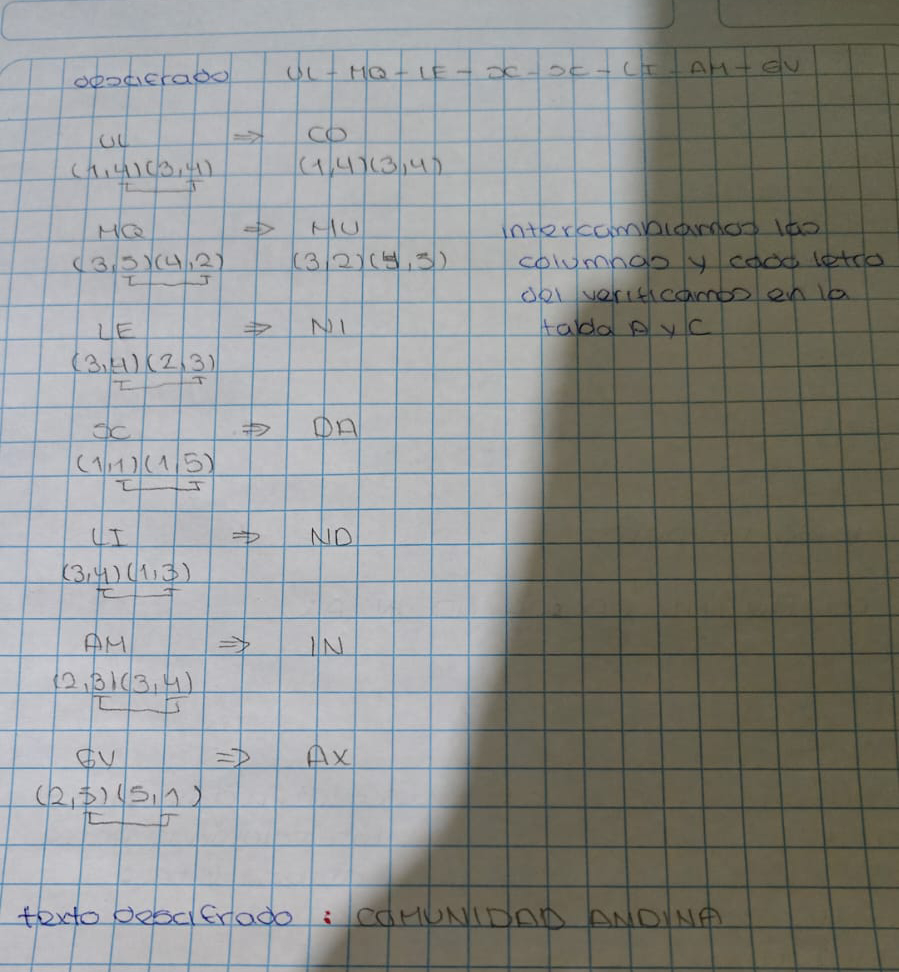 descifrado UL - MQ - LE - JC - JC - LI - AM - GV
UL ⇒ CO
(1,4)(3,4) (1,4)(3,4)
MQ ⇒ MU
(3,5)(4,2) (3,2)(4,5)
intercambiamos las
columnas y cada letra
del verificamos en la
tabla A y C
LE ⇒ NI
(3,4)(2,3)
JC ⇒ DA
(1,1)(1,5)
LI ⇒ ND
(3,4)(1,3)
AM ⇒ IN
(2,3)(3,4)
GV ⇒ AX
(2,5)(5,1)
texto descifrado : COMUNIDAD ANDINA